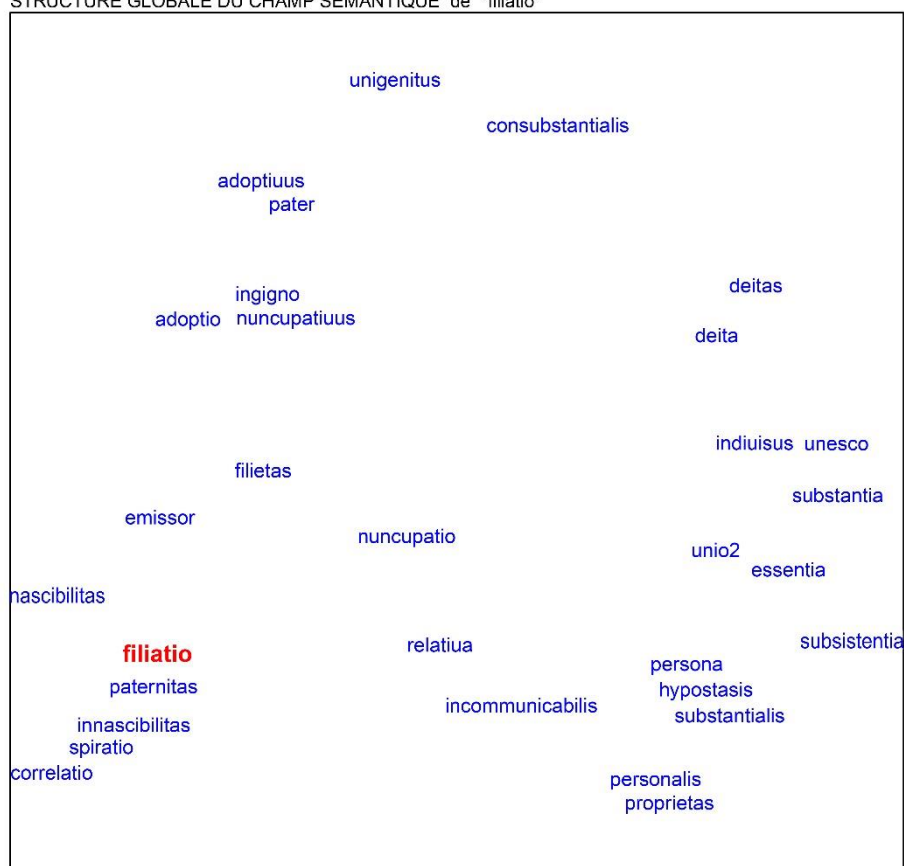 STRUCTURE GLOBALE DU CHAMP SEMANTIQUE de filiatio
unigenitus
consubstantialis
adoptiuus
pater
deitas
ingigno
adoptio nuncupatiuus
deita
indiuisus unesco
filietas
substantia
emissor
nuncupatio
unio2
essentia
nascibilitas
subsistentia
relatiua
filiatio
persona
paternitas
hypostasis
incommunicabilis
substantialis
innascibilitas
spiratio
correlatio
personalis
proprietas